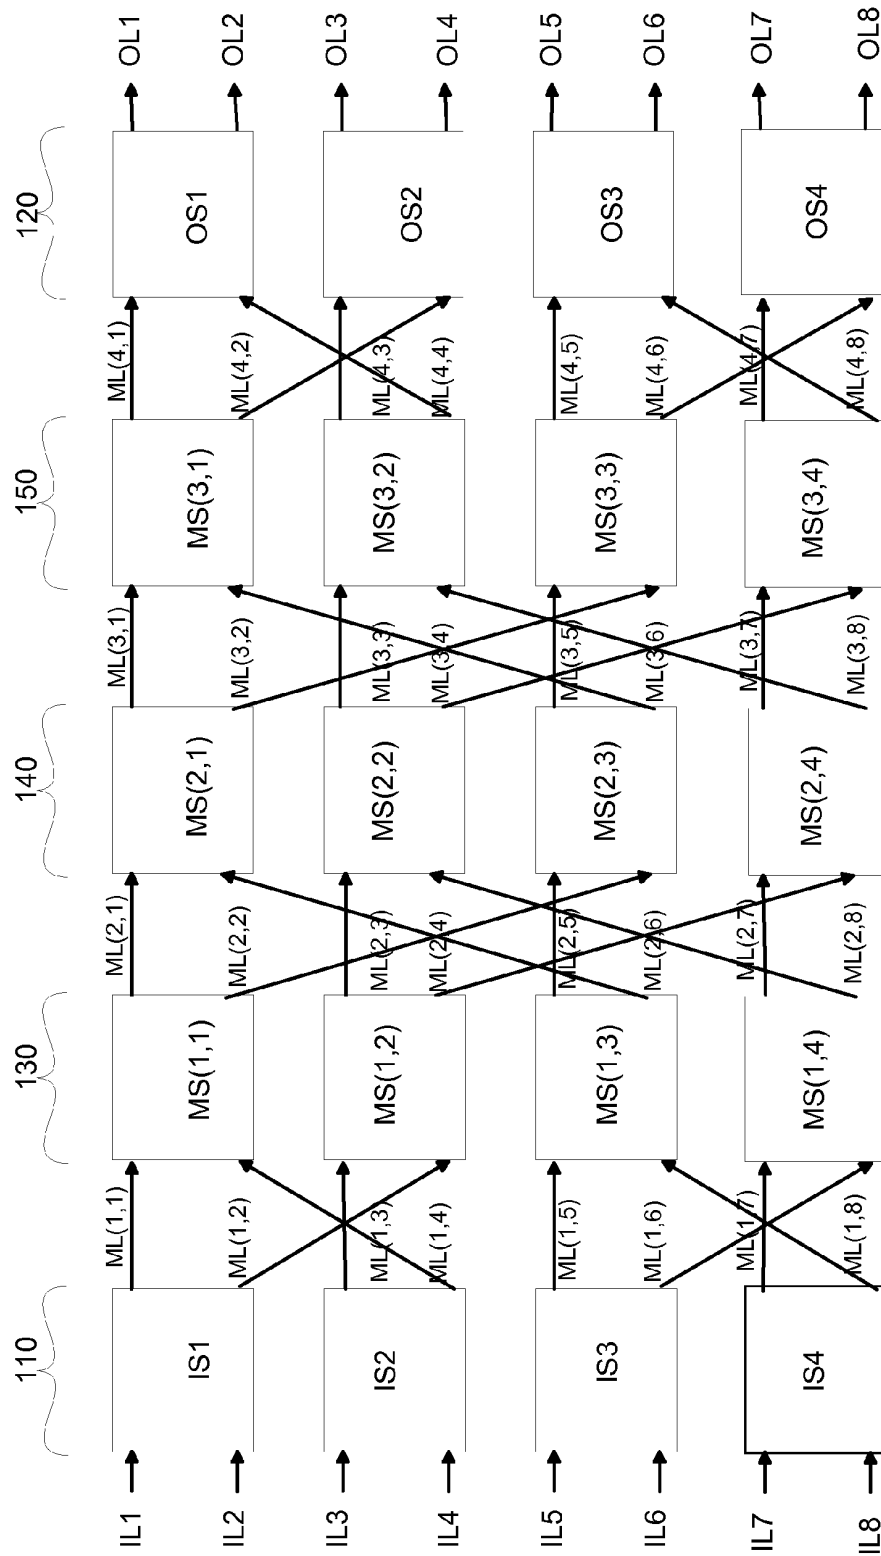 110
130
140
150
120
IL1
IS1
ML(1,1)
MS(1,1)
ML(2,1)
MS(2,1)
ML(3,1)
MS(3,1)
ML(4,1)
OS1
OL1
IL2
ML(1,2)
ML(2,2)
ML(3,2)
ML(4,2)
OL2
IL3
IS2
ML(1,3)
MS(1,2)
ML(2,3)
MS(2,2)
ML(3,3)
MS(3,2)
ML(4,3)
OS2
OL3
IL4
ML(1,4)
ML(2,4)
ML(3,4)
ML(4,4)
OL4
IL5
IS3
ML(1,5)
MS(1,3)
ML(2,5)
MS(2,3)
ML(3,5)
MS(3,3)
ML(4,5)
OS3
OL5
IL6
ML(1,6)
ML(2,6)
ML(3,6)
ML(4,6)
OL6
IL7
IS4
ML(1,7)
MS(1,4)
ML(2,7)
MS(2,4)
ML(3,7)
MS(3,4)
ML(4,7)
OS4
OL7
IL8
ML(1,8)
ML(2,8)
ML(3,8)
ML(4,8)
OL8